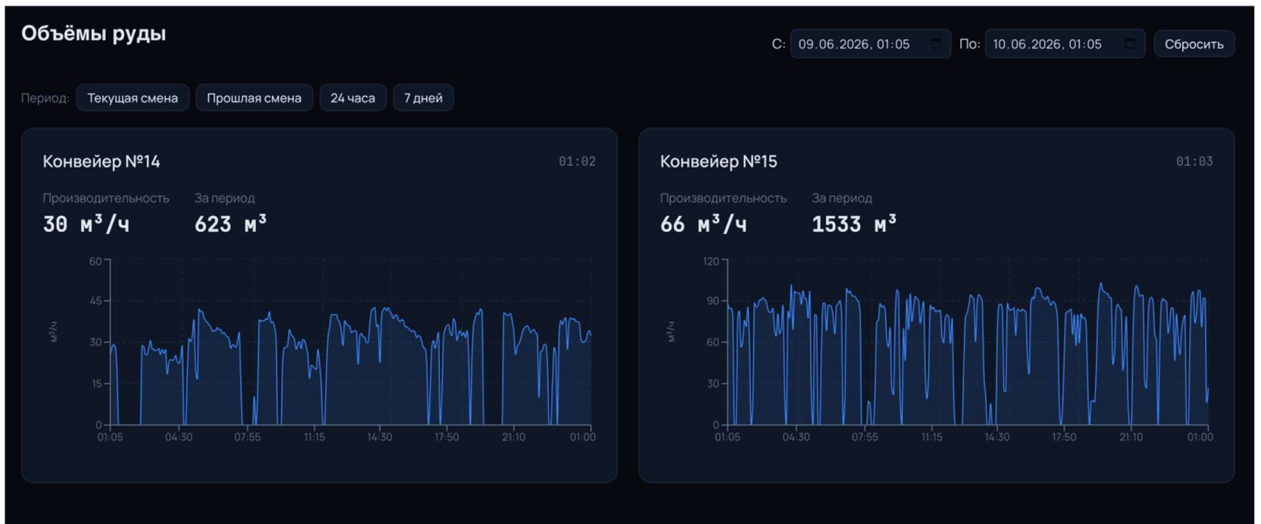 Объёмы руды
С: 09.06.2026, 01:05 По: 10.06.2026, 01:05 Сбросить
Период: Текущая смена Прошлая смена 24 часа 7 дней
Конвейер №14 01:02
Производительность За период
30 м³/ч 623 м³
60
45
30
15
0
м³/ч
01:05 04:30 07:55 11:15 14:30 17:50 21:10 01:00
Конвейер №15 01:03
Производительность За период
66 м³/ч 1533 м³
120
90
60
30
0
м³/ч
01:05 04:30 07:55 11:15 14:30 17:50 21:10 01:00